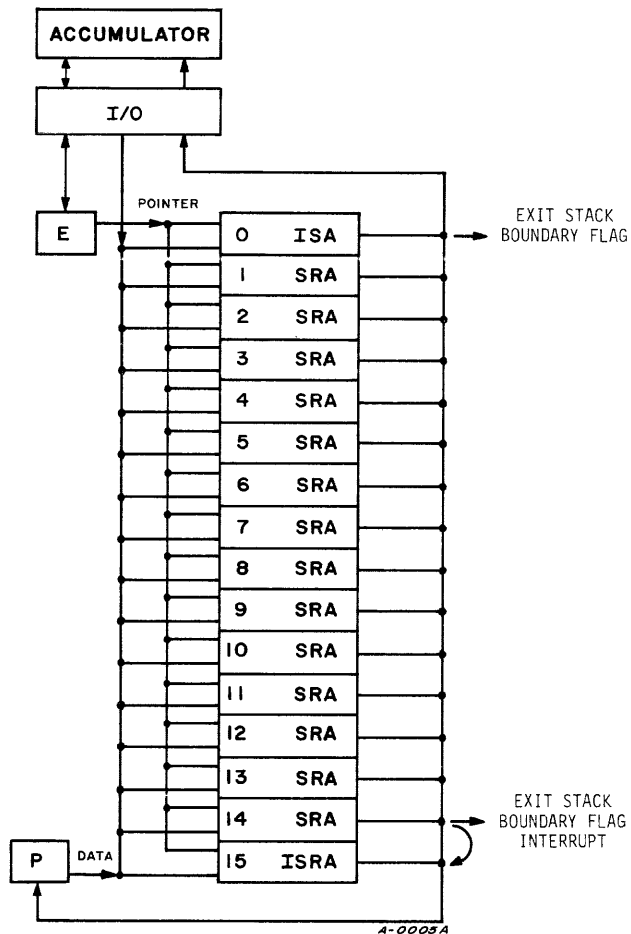 ACCUMULATOR
I/O
POINTER
E
0 ISA
EXIT STACK
BOUNDARY FLAG
1 SRA
2 SRA
3 SRA
4 SRA
5 SRA
6 SRA
7 SRA
8 SRA
9 SRA
10 SRA
11 SRA
12 SRA
13 SRA
14 SRA
EXIT STACK
BOUNDARY FLAG
INTERRUPT
P
DATA
15 ISRA
A-0005A